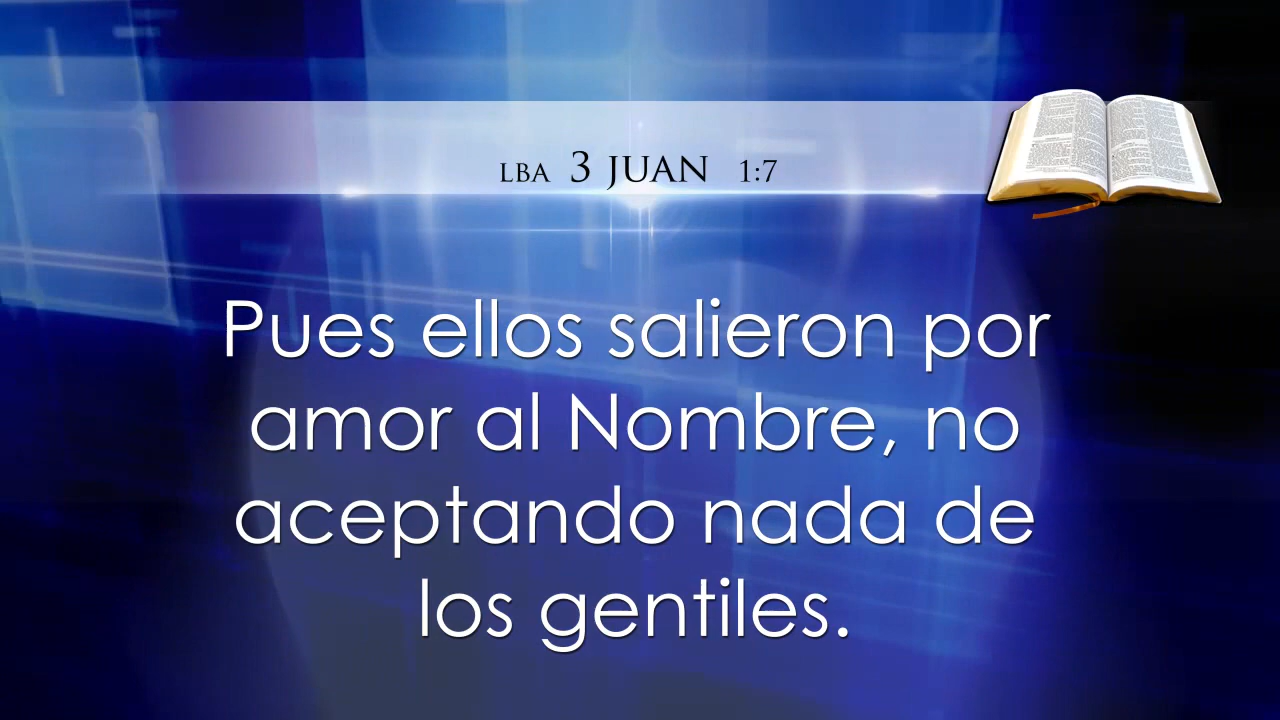 LBA 3 JUAN 1:7
Pues ellos salieron por
amor al Nombre, no
aceptando nada de
los gentiles.